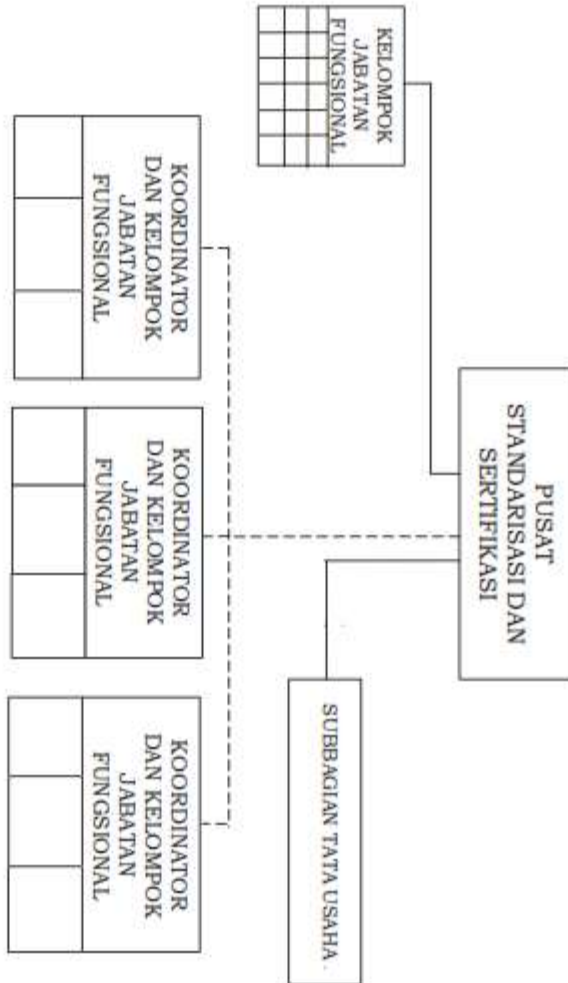 PUSAT
STANDARISASI DAN
SERTIFIKASI
SUBBAGIAN TATA USAHA
KELOMPOK
JABATAN
FUNGSIONAL
KOORDINATOR
DAN KELOMPOK
JABATAN
FUNGSIONAL
KOORDINATOR
DAN KELOMPOK
JABATAN
FUNGSIONAL
KOORDINATOR
DAN KELOMPOK
JABATAN
FUNGSIONAL